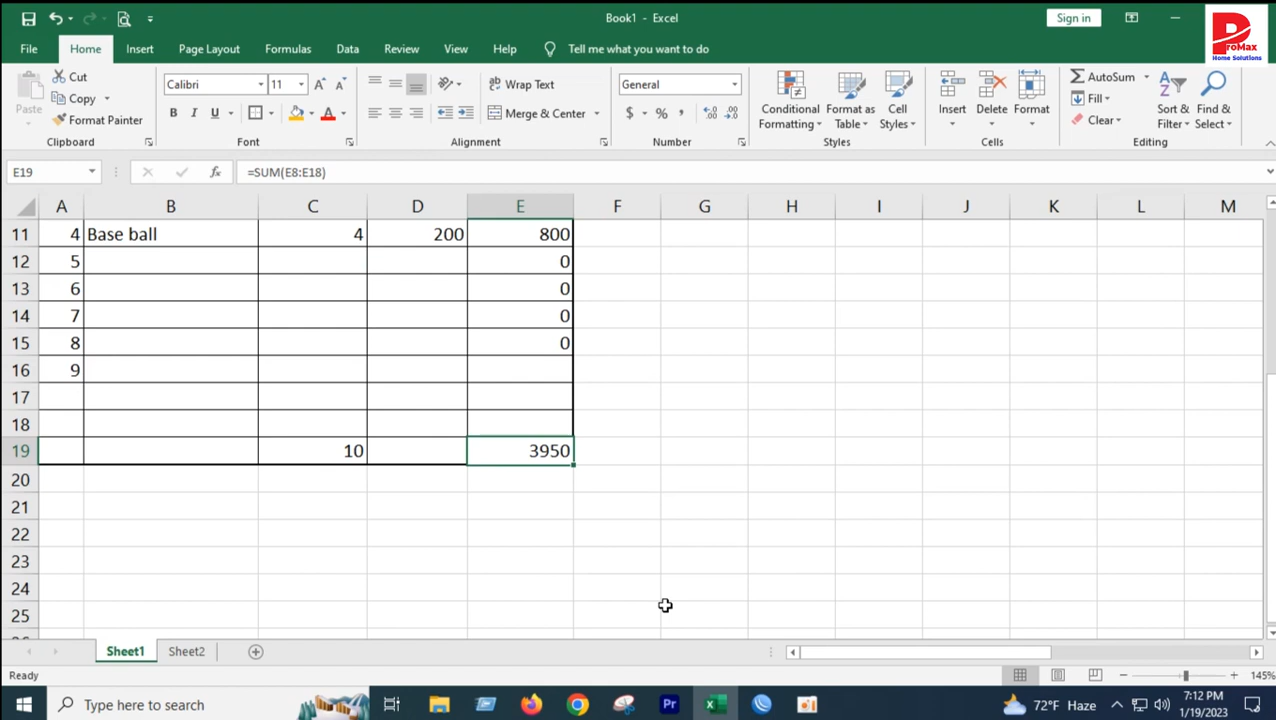 Book1 - Excel
Sign in
ProMax
Home Solutions
File Home Insert Page Layout Formulas Data Review View Help Tell me what you want to do
Paste
Cut
Copy
Format Painter
Clipboard
Calibri 11
B I U
Font
Wrap Text
Merge & Center
Alignment
General
$ % ,
Number
Conditional Formatting
Format as Table
Cell Styles
Styles
Insert Delete Format
Cells
AutoSum
Fill
Clear
Sort & Filter
Find & Select
Editing
E19 fx =SUM(E8:E18)
A B C D E F G H I J K L M
11 4 Base ball 4 200 800
12 5 0
13 6 0
14 7 0
15 8 0
16 9
17
18
19 10 3950
20
21
22
23
24
25
Sheet1 Sheet2
Ready 145%
Type here to search
Pr
72°F Haze
7:12 PM
1/19/2023